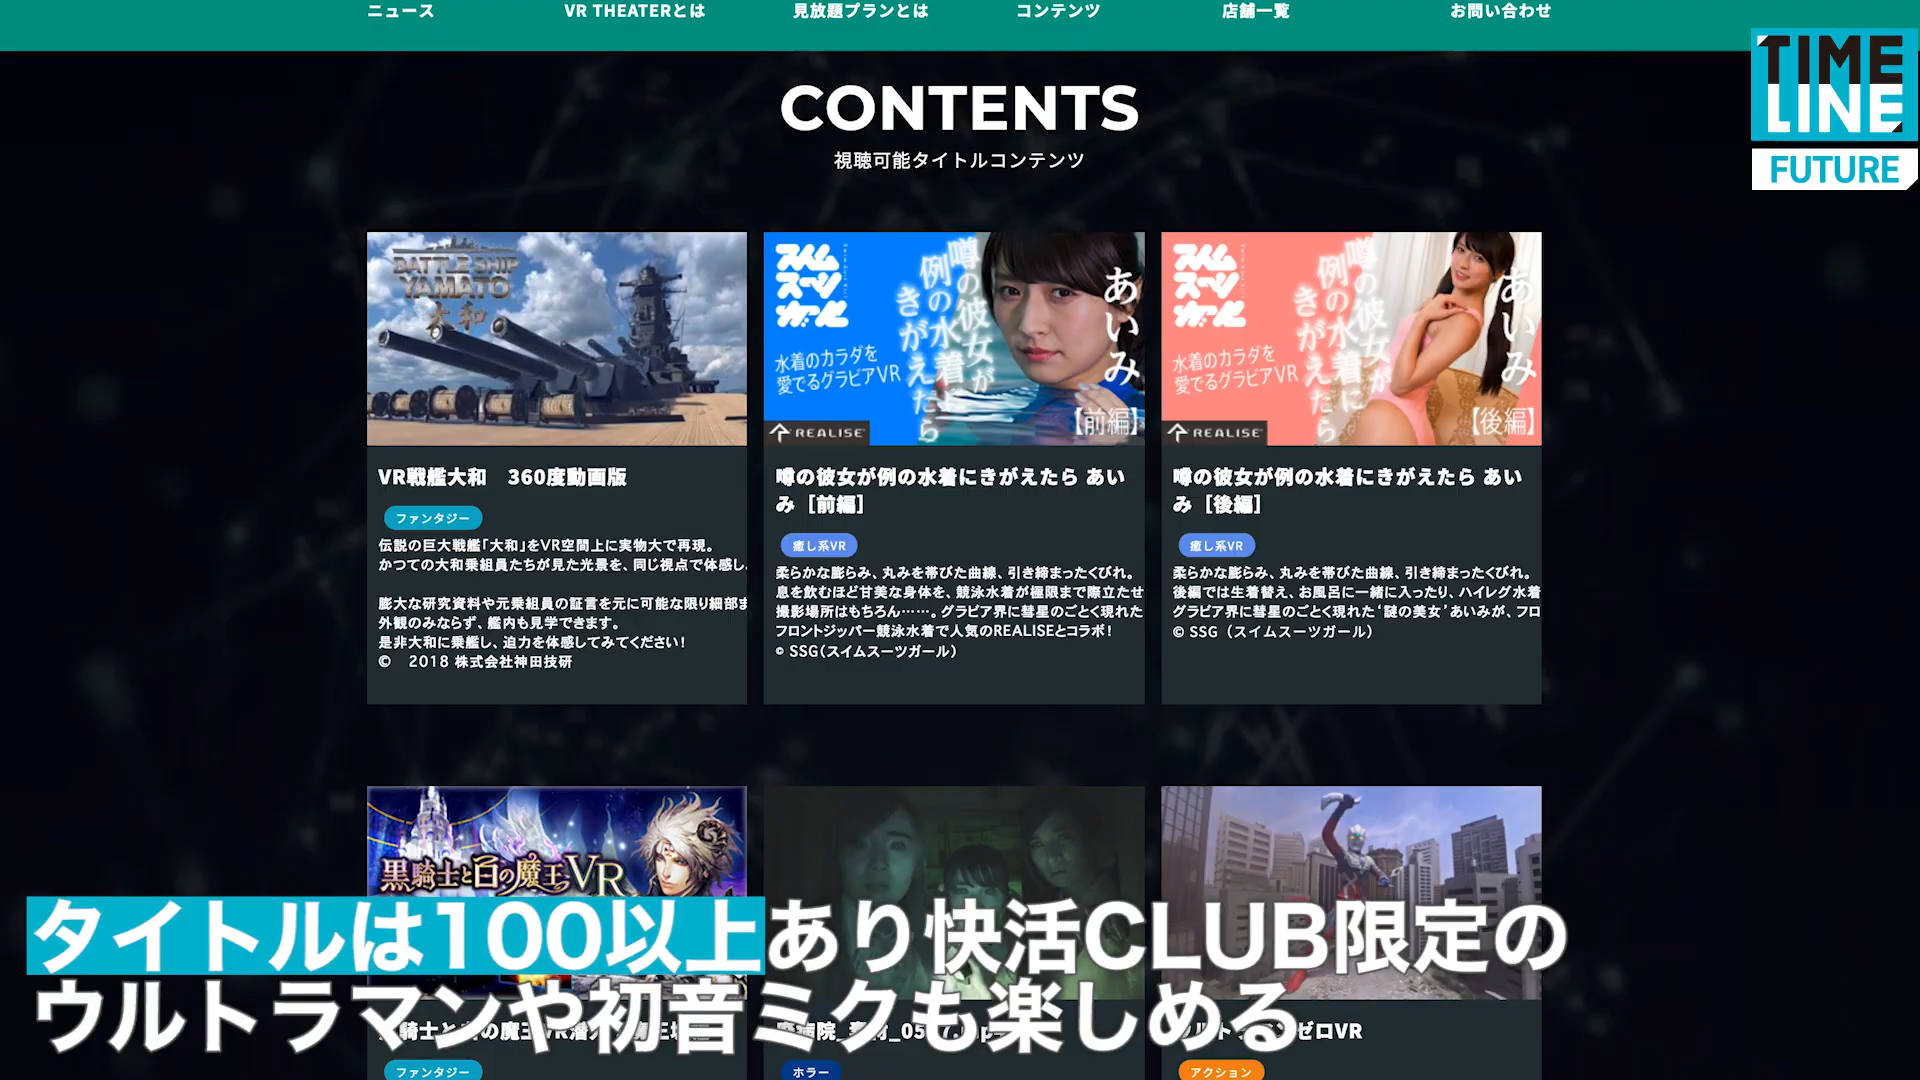 ニュース
VR THEATERとは
見放題プランとは
コンテンツ
店舗一覧
お問い合わせ
TIME
LINE
FUTURE
CONTENTS
視聴可能タイトルコンテンツ
BATTLE SHIP
YAMATO
大和
VR戦艦大和　360度動画版
ファンタジー
伝説の巨大戦艦「大和」をVR空間上に実物大で再現。
かつての大和乗組員たちが見た光景を、同じ視点で体感し
膨大な研究資料や元乗組員の証言を元に可能な限り細部ま
外観のみならず、艦内も見学できます。
是非大和に乗艦し、迫力を体感してみてください！
©　2018 株式会社神田技研
スイム
スーツ
ガール
噂の彼女が
例の水着に
きがえたら
あいみ
水着のカラダを
愛でるグラビアVR
【前編】
REALISE
噂の彼女が例の水着にきがえたら あい
み［前編］
癒し系VR
柔らかな膨らみ、丸みを帯びた曲線、引き締まったくびれ。
息を飲むほど甘美な身体を、競泳水着が極限まで際立たせ
撮影場所はもちろん……。グラビア界に彗星のごとく現れた
フロントジッパー競泳水着で人気のREALISEとコラボ！
© SSG（スイムスーツガール）
スイム
スーツ
ガール
噂の彼女が
例の水着に
きがえたら
あいみ
水着のカラダを
愛でるグラビアVR
【後編】
REALISE
噂の彼女が例の水着にきがえたら あい
み［後編］
癒し系VR
柔らかな膨らみ、丸みを帯びた曲線、引き締まったくびれ。
後編では生着替え、お風呂に一緒に入ったり、ハイレグ水着
グラビア界に彗星のごとく現れた‘謎の美女’あいみが、フロ
© SSG（スイムスーツガール）
黒騎士と白の魔王VR
タイトルは100以上あり快活CLUB限定の
ウルトラマンや初音ミクも楽しめる
ゼロVR
ファンタジー
ホラー
アクション